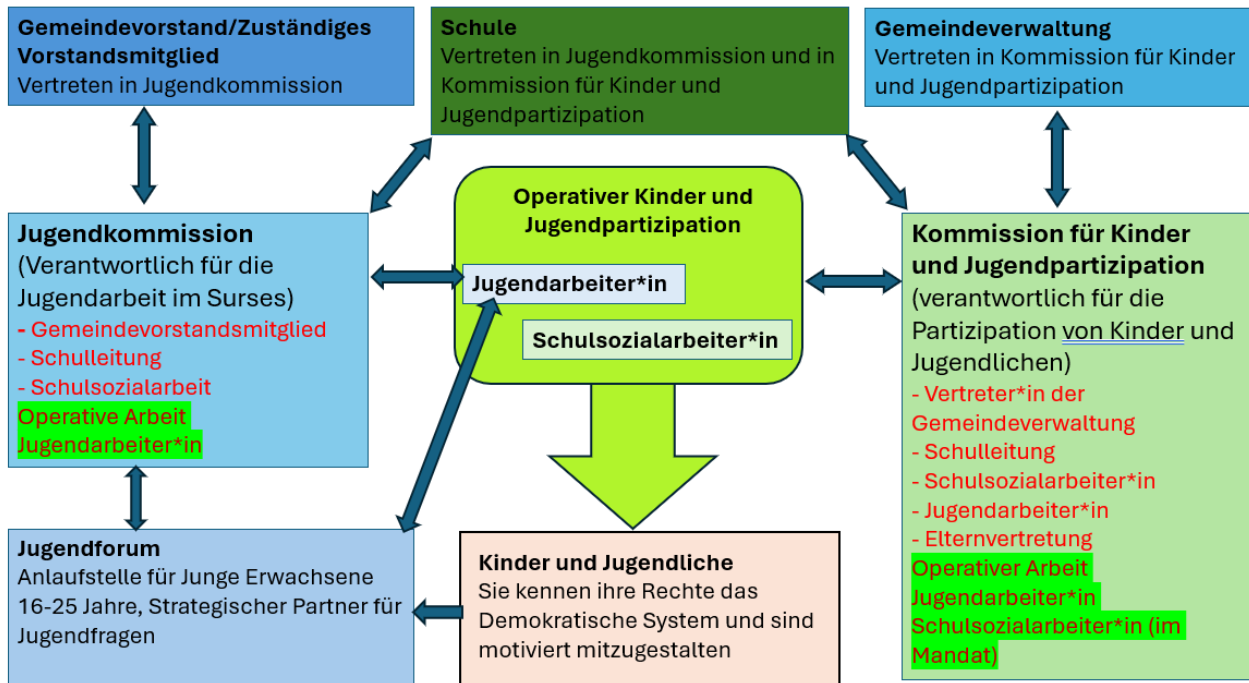 Gemeindevorstand/Zuständiges
Vorstandsmitglied
Vertreten in Jugendkommission
Schule
Vertreten in Jugendkommission und in
Kommission für Kinder und
Jugendpartizipation
Gemeindeverwaltung
Vertreten in Kommission für Kinder
und Jugendpartizipation
Jugendkommission
(Verantwortlich für die
Jugendarbeit im Surses)
- Gemeindevorstandsmitglied
- Schulleitung
- Schulsozialarbeit
Operative Arbeit
Jugendarbeiter*in
Operativer Kinder und
Jugendpartizipation
Jugendarbeiter*in
Schulsozialarbeiter*in
Kommission für Kinder
und Jugendpartizipation
(verantwortlich für die
Partizipation von Kinder und
Jugendlichen)
- Vertreter*in der
Gemeindeverwaltung
- Schulleitung
- Schulsozialarbeiter*in
- Jugendarbeiter*in
- Elternvertretung
Operativer Arbeit
Jugendarbeiter*in
Schulsozialarbeiter*in (im
Mandat)
Jugendforum
Anlaufstelle für Junge Erwachsene
16-25 Jahre, Strategischer Partner für
Jugendfragen
Kinder und Jugendliche
Sie kennen ihre Rechte das
Demokratische System und sind
motiviert mitzugestalten